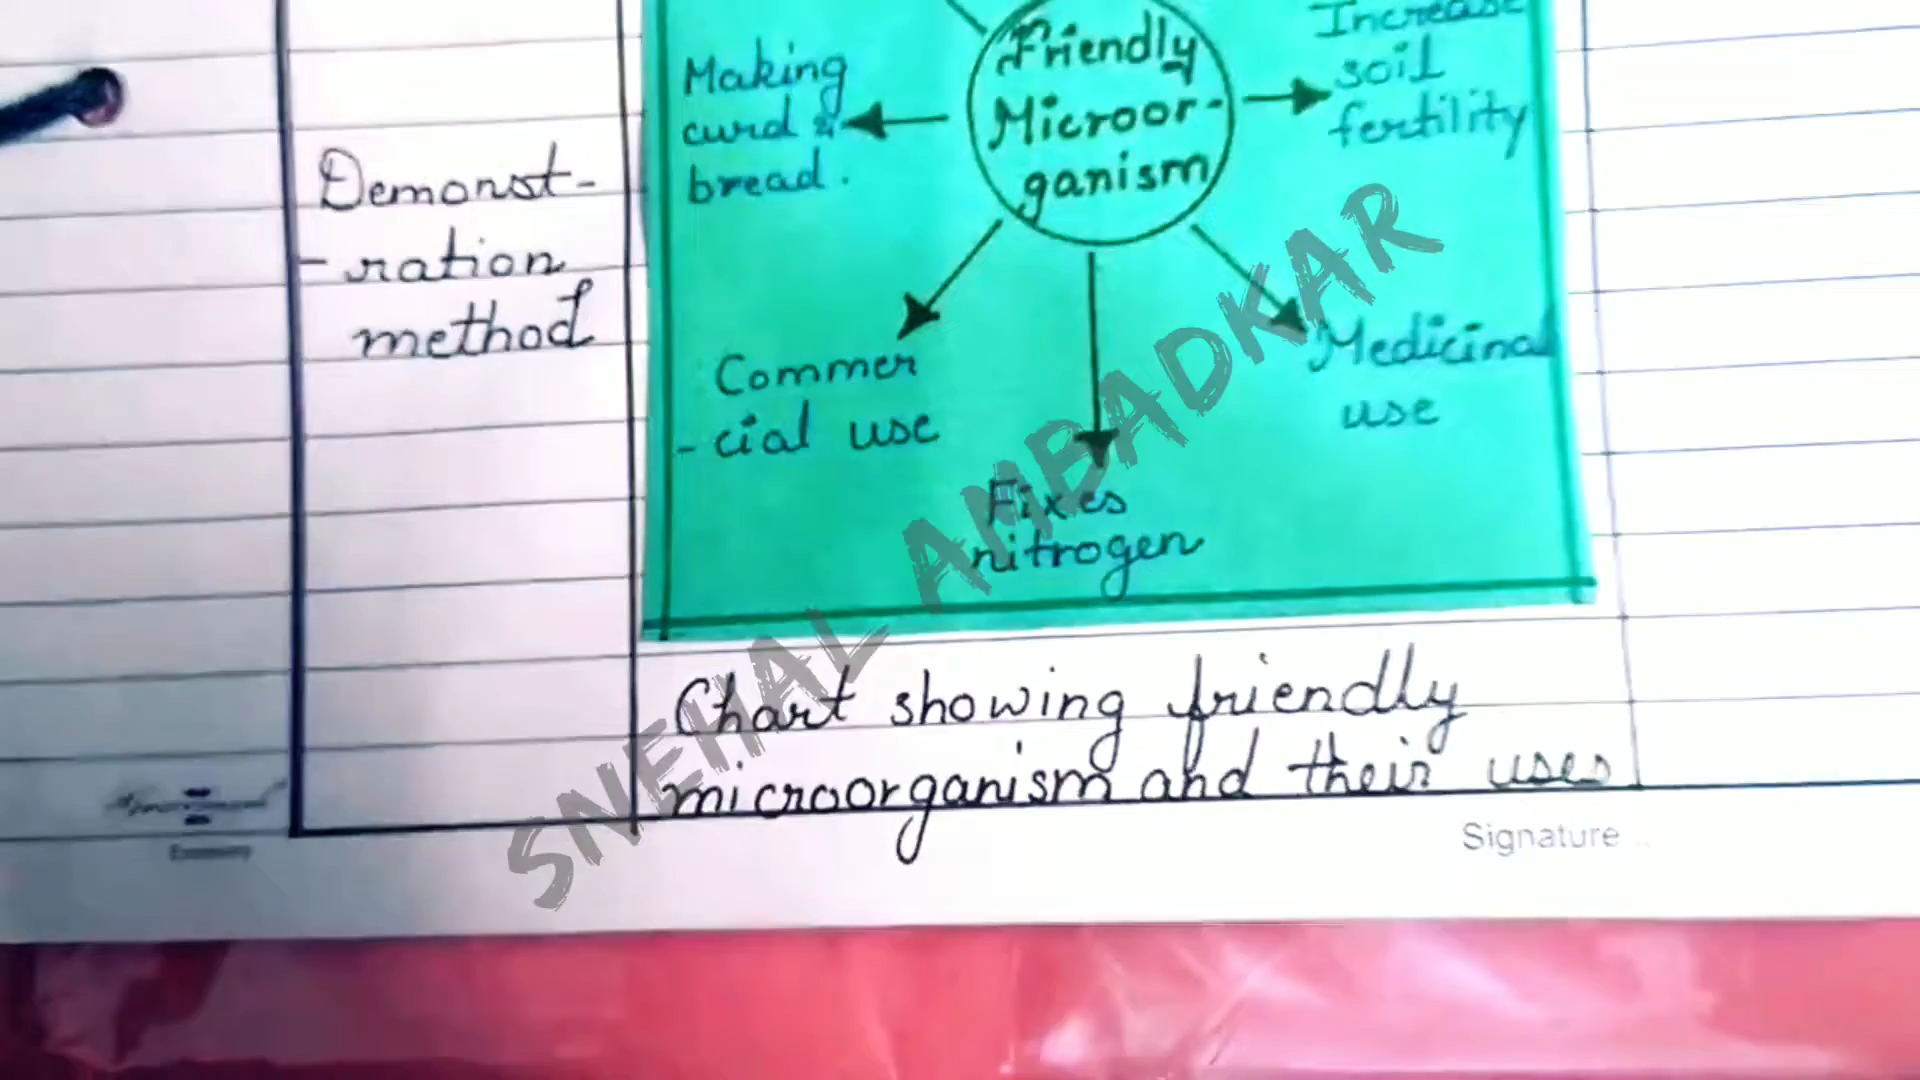 Demonst-
-ration
method
Making
curd &
bread.
Friendly
Microor-
ganism
Increase
soil
fertility
Commer
-cial use
Fixes
nitrogen
Medicinal
use
Chart showing friendly
microorganism and their uses
Signature ..
SNEHAL AMBADKAR